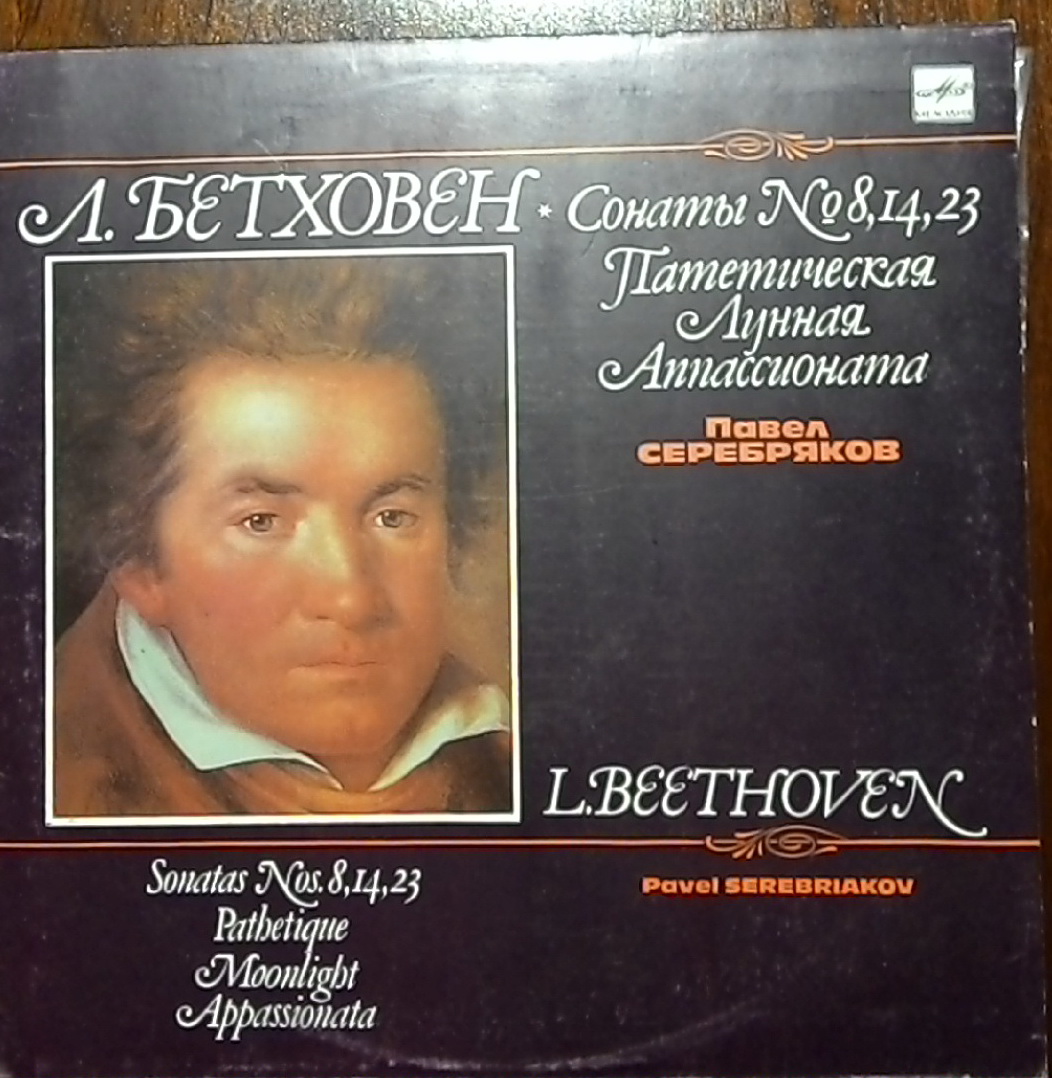 Л. БЕТХОВЕН * Сонаты № 8, 14, 23
Патетическая
Лунная
Аппассионата
Павел
СЕРЕБРЯКОВ
L. BEETHOVEN
Sonatas Nos. 8, 14, 23
Pathetique
Moonlight
Appassionata
Pavel SEREBRIAKOV